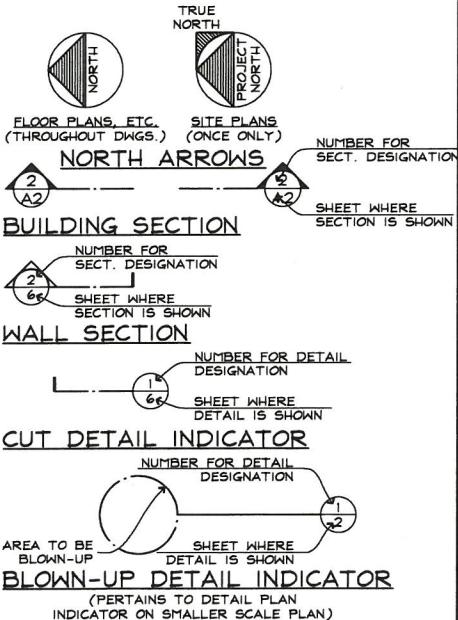 TRUE
NORTH
NORTH
PROJECT
NORTH
FLOOR PLANS, ETC.
(THROUGHOUT DWGS.)
SITE PLANS
(ONCE ONLY)
NORTH ARROWS
2
A2
2
A2
NUMBER FOR
SECT. DESIGNATION
SHEET WHERE
SECTION IS SHOWN
BUILDING SECTION
2
6
NUMBER FOR
SECT. DESIGNATION
SHEET WHERE
SECTION IS SHOWN
WALL SECTION
1
6
NUMBER FOR DETAIL
DESIGNATION
SHEET WHERE
DETAIL IS SHOWN
CUT DETAIL INDICATOR
NUMBER FOR DETAIL
DESIGNATION
1
2
AREA TO BE
BLOWN-UP
SHEET WHERE
DETAIL IS SHOWN
BLOWN-UP DETAIL INDICATOR
(PERTAINS TO DETAIL PLAN
INDICATOR ON SMALLER SCALE PLAN)